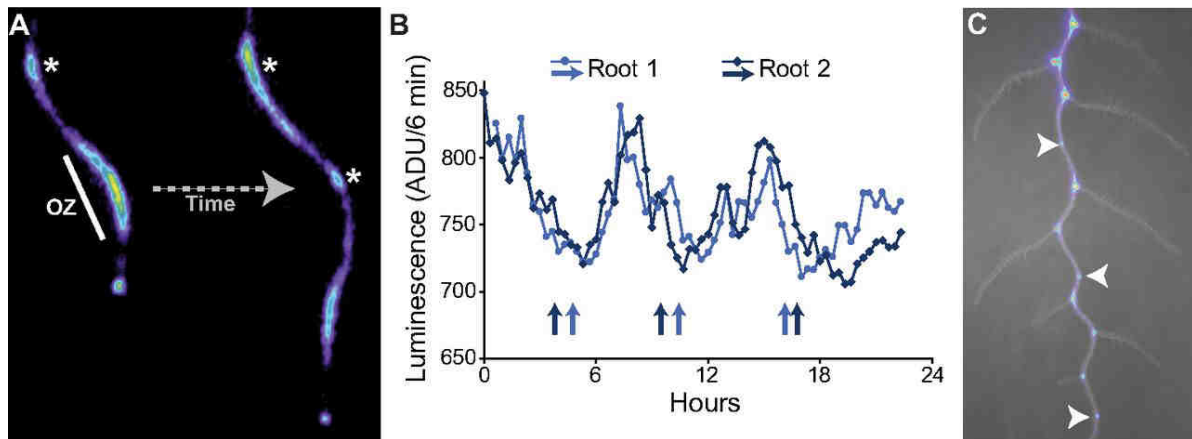 A
*
*
OZ
Time
*
B
Root 1
Root 2
Luminescence (ADU/6 min)
850
800
750
700
650
0
6
12
18
24
Hours
C